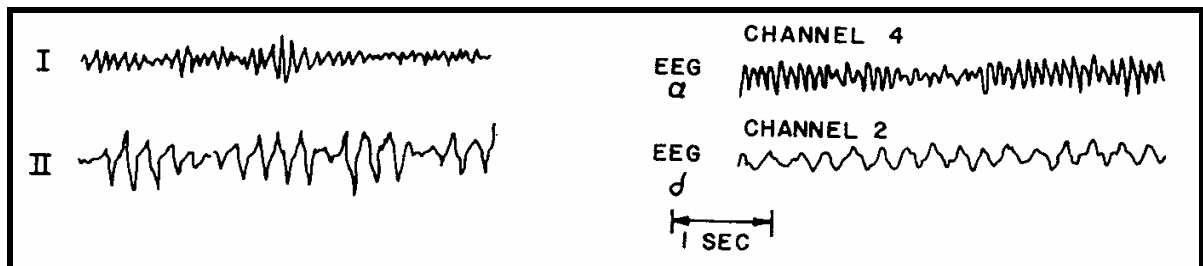 I
II
CHANNEL 4
EEG
α
CHANNEL 2
EEG
d
1 SEC